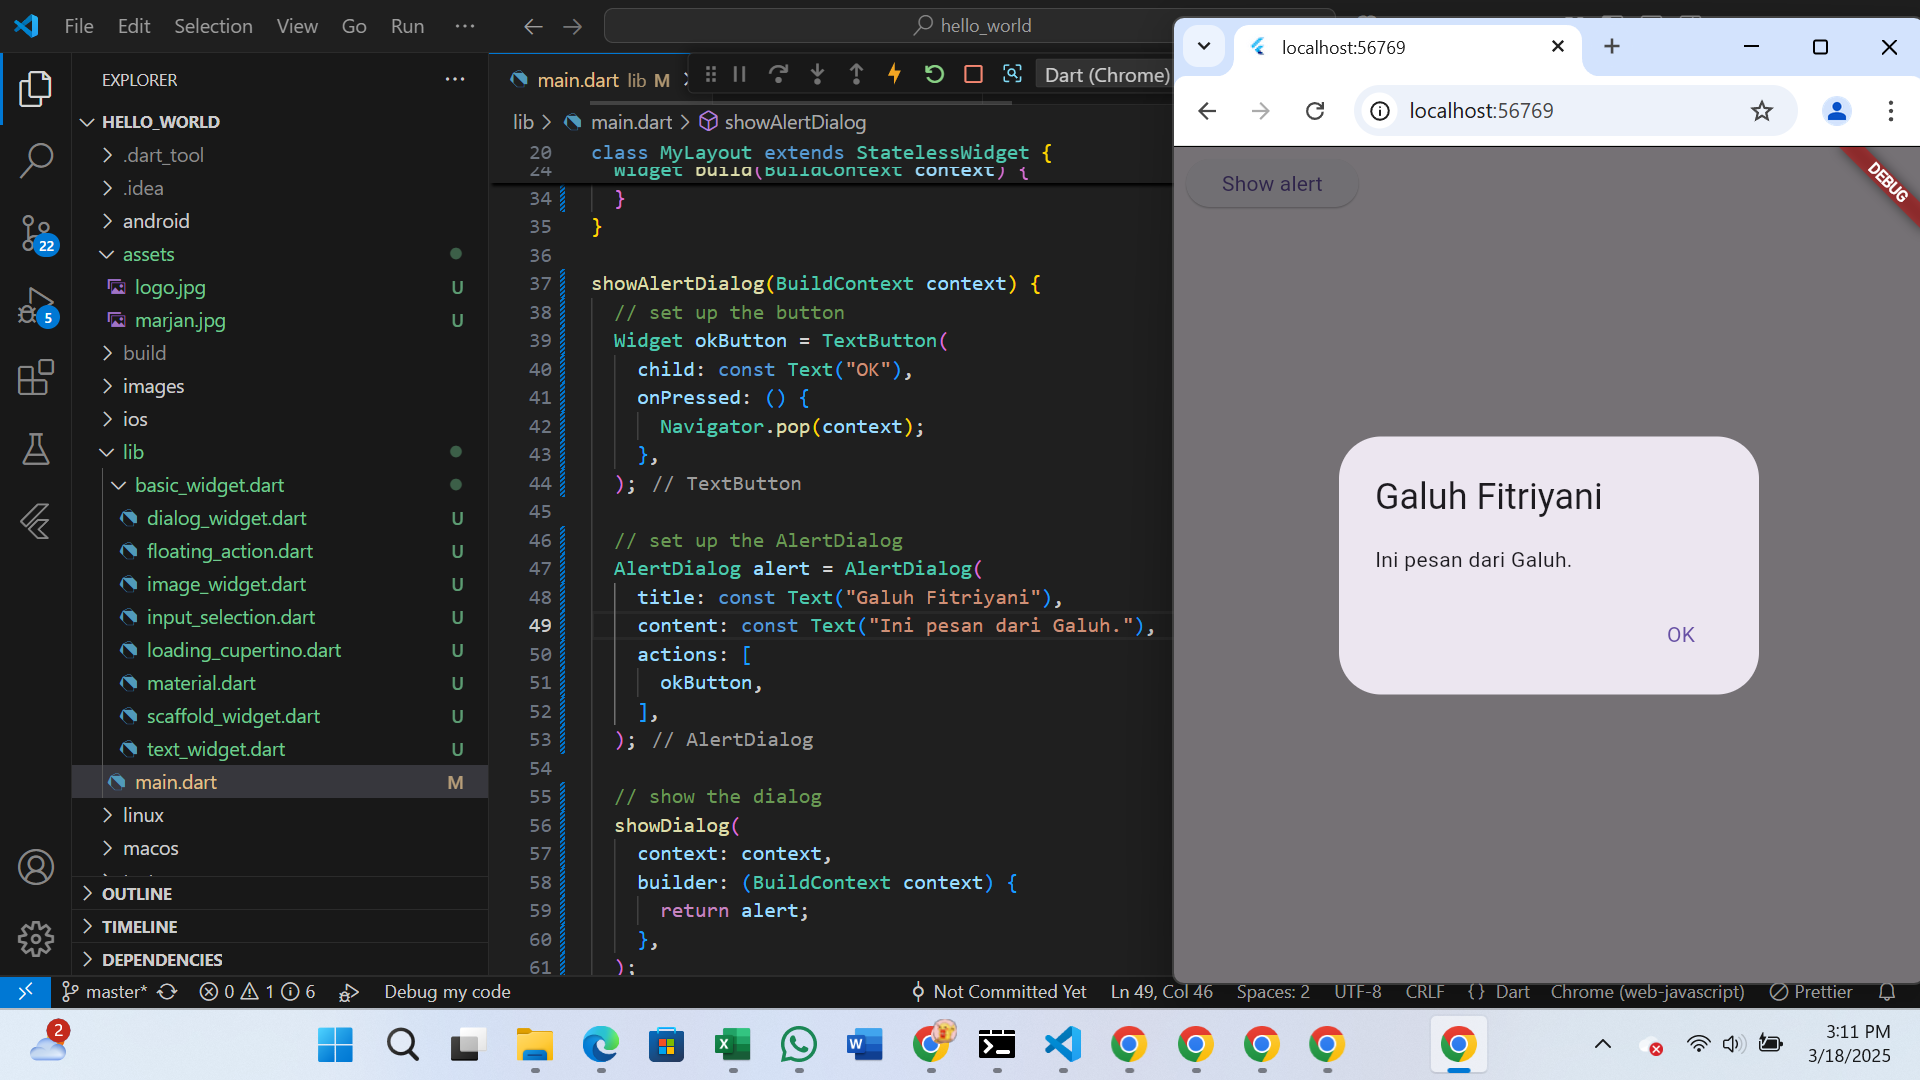 File Edit Selection View Go Run ···
hello_world
EXPLORER
HELLO_WORLD
.dart_tool
.idea
android
assets
logo.jpg U
marjan.jpg U
build
images
ios
lib
basic_widget.dart
dialog_widget.dart U
floating_action.dart U
image_widget.dart U
input_selection.dart U
loading_cupertino.dart U
material.dart U
scaffold_widget.dart U
text_widget.dart U
main.dart M
linux
macos
OUTLINE
TIMELINE
DEPENDENCIES
22
5
main.dart lib M
Dart (Chrome)
lib > main.dart > showAlertDialog
20 class MyLayout extends StatelessWidget {
24 Widget build(BuildContext context) {
34 }
35 }
36
37 showAlertDialog(BuildContext context) {
38 // set up the button
39 Widget okButton = TextButton(
40 child: const Text("OK"),
41 onPressed: () {
42 Navigator.pop(context);
43 },
44 ); // TextButton
45
46 // set up the AlertDialog
47 AlertDialog alert = AlertDialog(
48 title: const Text("Galuh Fitriyani"),
49 content: const Text("Ini pesan dari Galuh."),
50 actions: [
51 okButton,
52 ],
53 ); // AlertDialog
54
55 // show the dialog
56 showDialog(
57 context: context,
58 builder: (BuildContext context) {
59 return alert;
60 },
61 );
localhost:56769
localhost:56769
Show alert
DEBUG
Galuh Fitriyani
Ini pesan dari Galuh.
OK
master* 0 1 6 Debug my code Not Committed Yet Ln 49, Col 46 Spaces: 2 UTF-8 CRLF {} Dart Chrome (web-javascript) Prettier
2
3:11 PM
3/18/2025